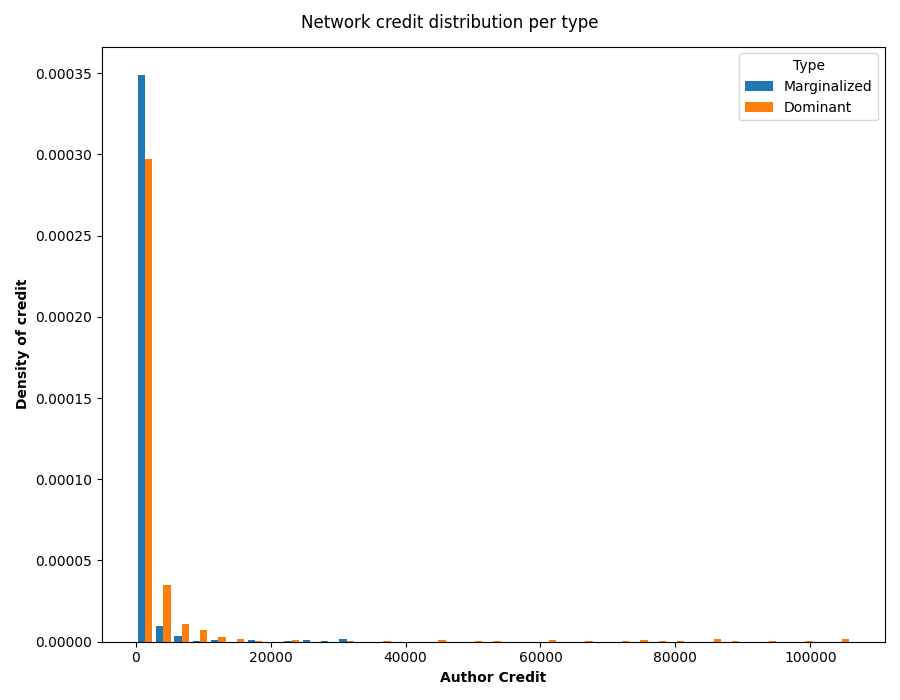 Network credit distribution per type
Type
Marginalized
Dominant
0.00035
0.00030
0.00025
0.00020
0.00015
0.00010
0.00005
0.00000
Density of credit
0 20000 40000 60000 80000 100000
Author Credit